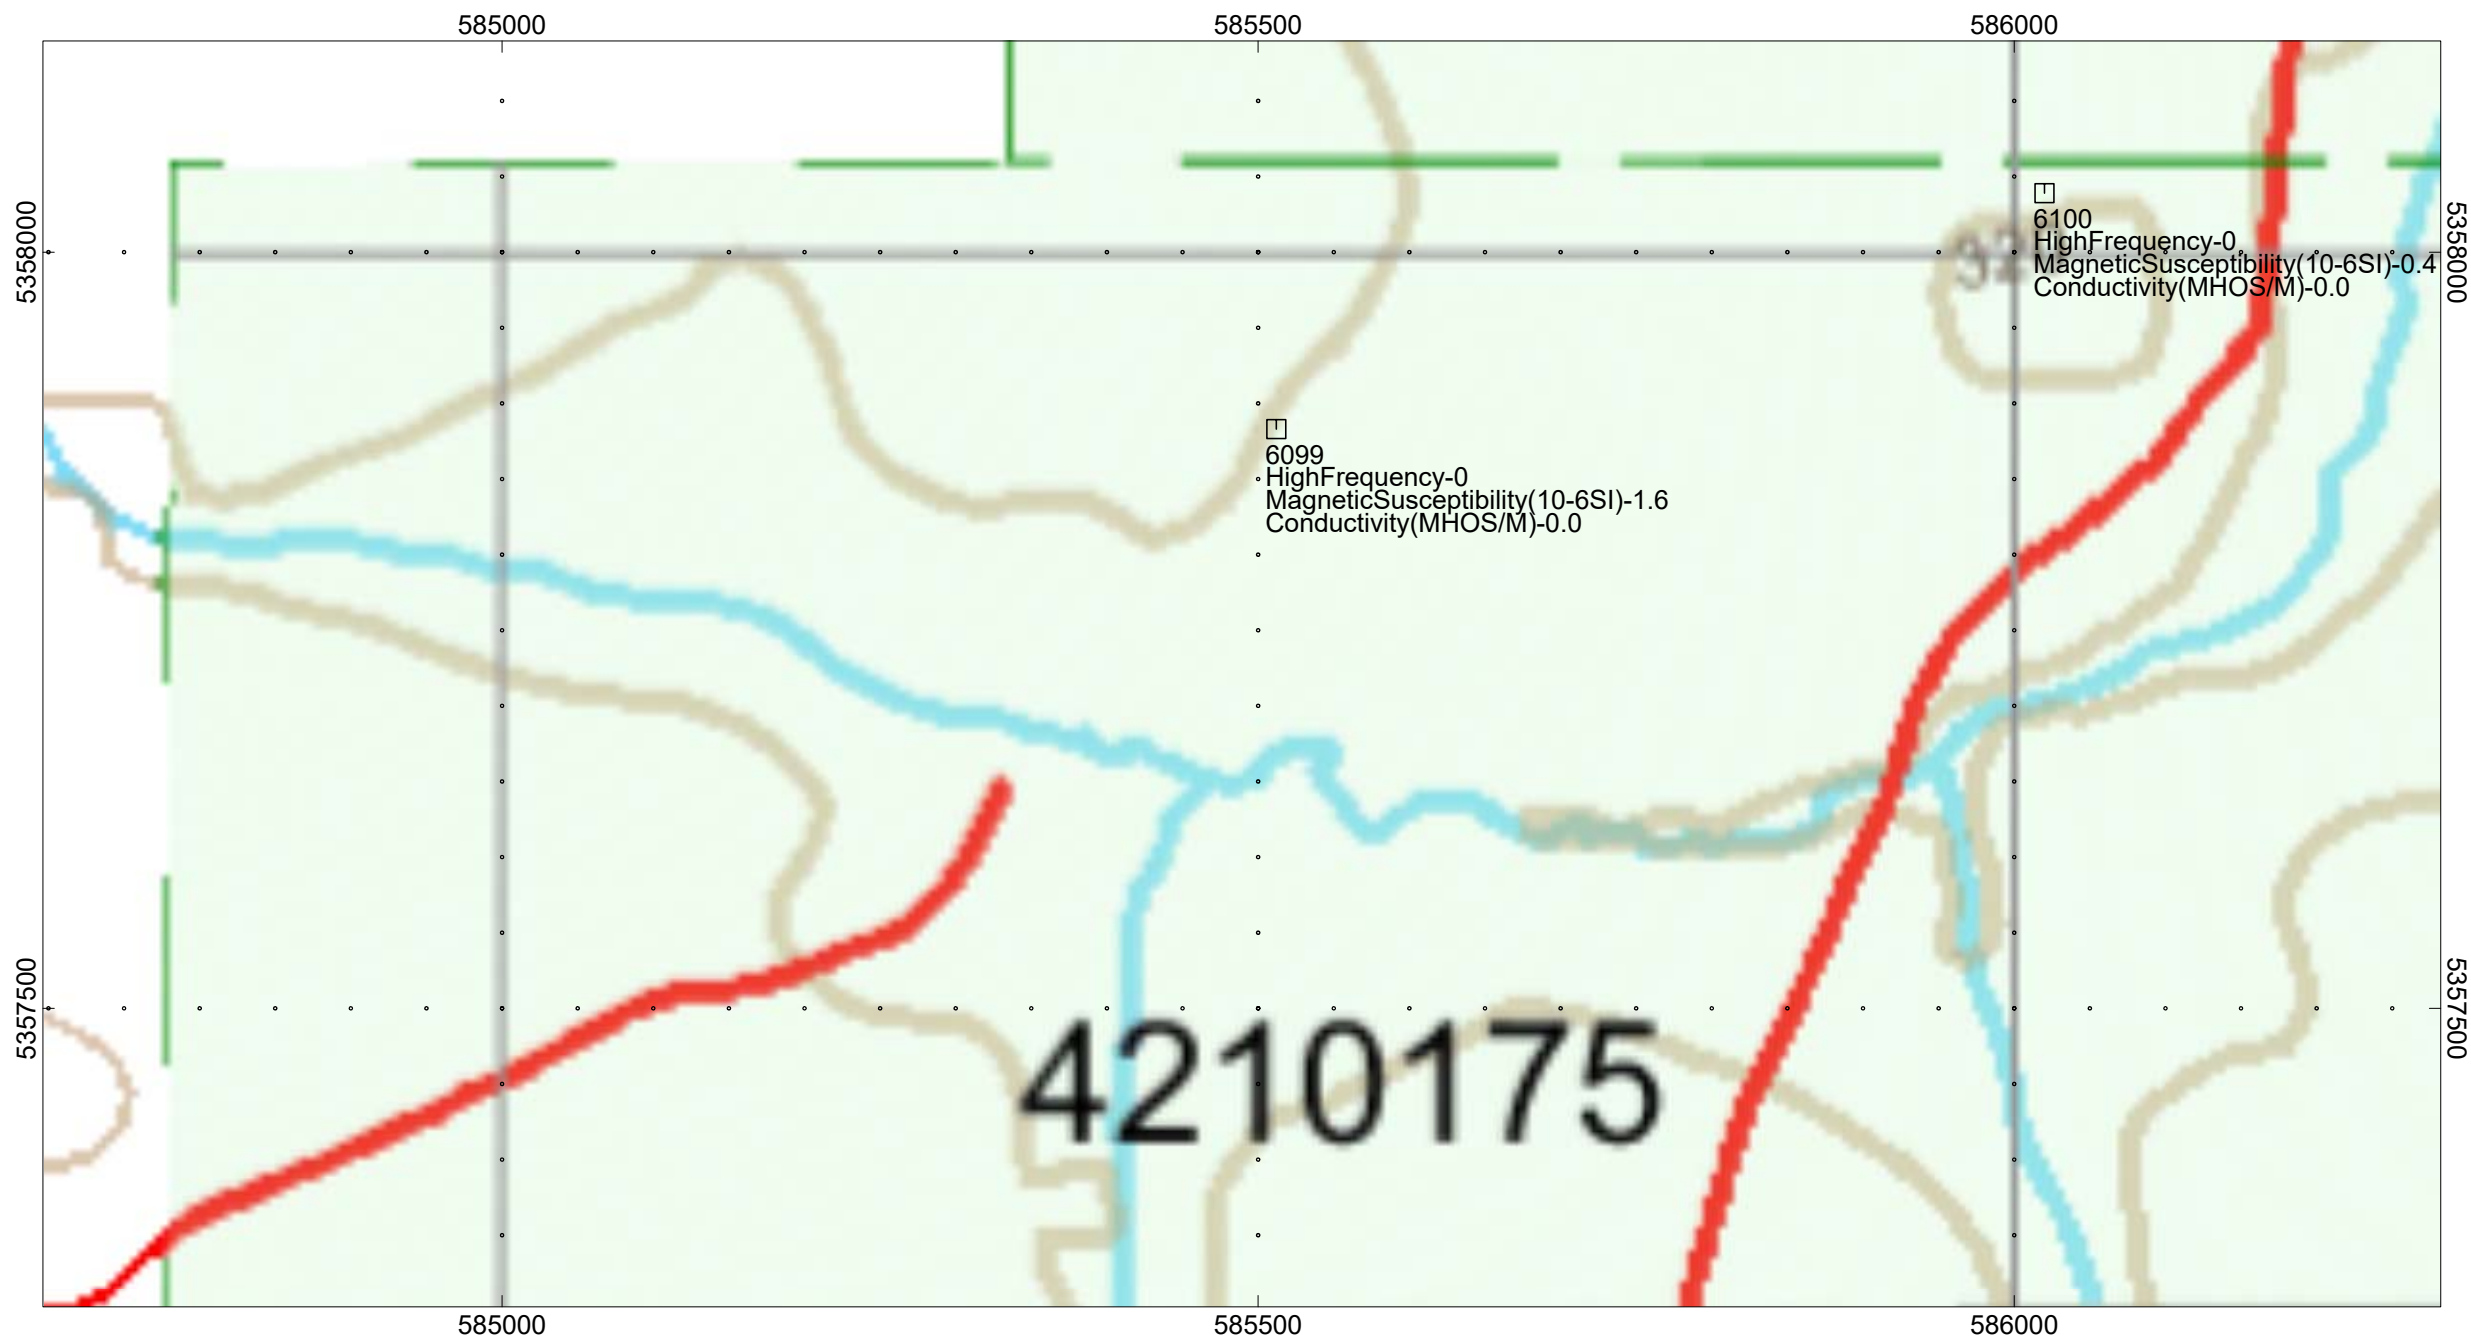 585000
585500
586000
5358000
5358000
6100
HighFrequency-0
MagneticSusceptibility(10-6SI)-0.4
Conductivity(MHOS/M)-0.0
6099
HighFrequency-0
MagneticSusceptibility(10-6SI)-1.6
Conductivity(MHOS/M)-0.0
5357500
5357500
4210175
585000
585500
586000